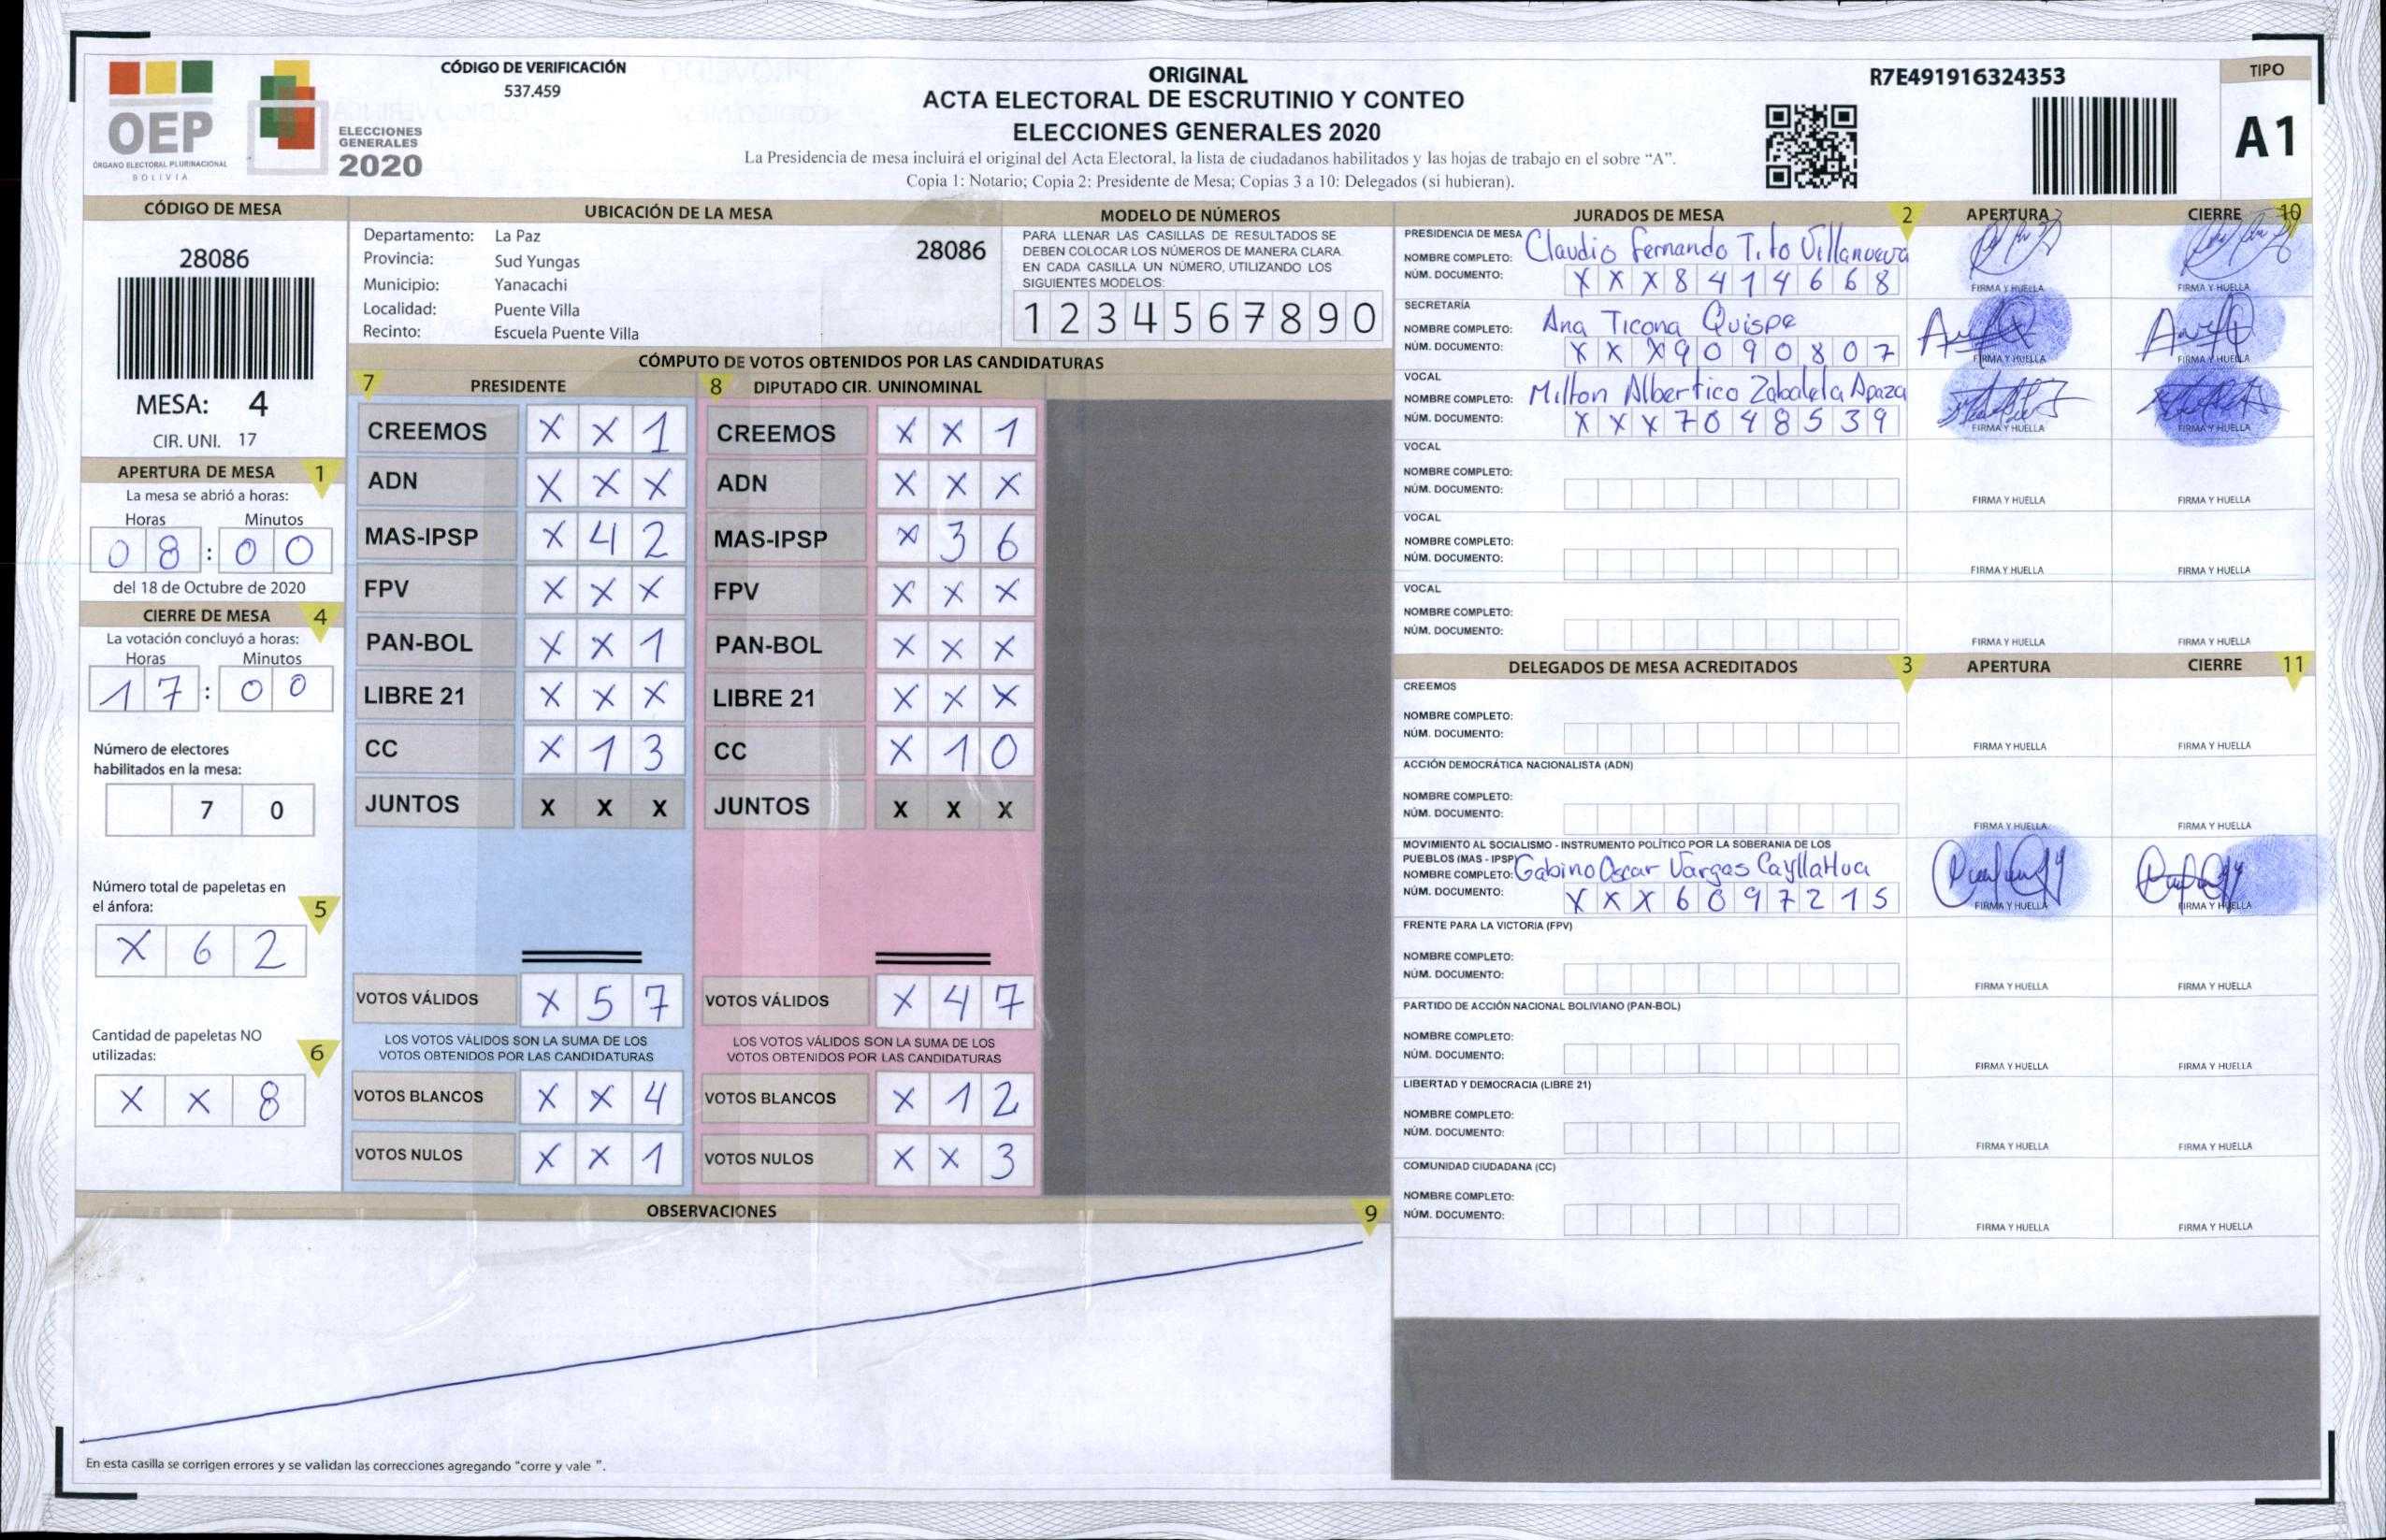 OEP
ÓRGANO ELECTORAL PLURINACIONAL
BOLIVIA
ELECCIONES
GENERALES
2020
CÓDIGO DE VERIFICACIÓN
537.459
ORIGINAL
ACTA ELECTORAL DE ESCRUTINIO Y CONTEO
ELECCIONES GENERALES 2020
La Presidencia de mesa incluirá el original del Acta Electoral, la lista de ciudadanos habilitados y las hojas de trabajo en el sobre “A”.
Copia 1: Notario; Copia 2: Presidente de Mesa; Copias 3 a 10: Delegados (si hubieran).
R7E491916324353
TIPO
A1
CÓDIGO DE MESA
28086
MESA: 4
CIR. UNI. 17
APERTURA DE MESA 1
La mesa se abrió a horas:
Horas Minutos
0 8 : 0 0
del 18 de Octubre de 2020
CIERRE DE MESA 4
La votación concluyó a horas:
Horas Minutos
1 7 : 0 0
Número de electores
habilitados en la mesa:
7 0
Número total de papeletas en
el ánfora: 5
X 6 2
Cantidad de papeletas NO
utilizadas: 6
X X 8
UBICACIÓN DE LA MESA
Departamento: La Paz
Provincia: Sud Yungas
Municipio: Yanacachi
Localidad: Puente Villa
Recinto: Escuela Puente Villa
28086
MODELO DE NÚMEROS
PARA LLENAR LAS CASILLAS DE RESULTADOS SE
DEBEN COLOCAR LOS NÚMEROS DE MANERA CLARA
EN CADA CASILLA UN NÚMERO, UTILIZANDO LOS
SIGUIENTES MODELOS:
1 2 3 4 5 6 7 8 9 0
CÓMPUTO DE VOTOS OBTENIDOS POR LAS CANDIDATURAS
7 PRESIDENTE
CREEMOS X X 1
ADN X X X
MAS-IPSP X 4 2
FPV X X X
PAN-BOL X X 1
LIBRE 21 X X X
CC X 1 3
JUNTOS X X X
VOTOS VÁLIDOS X 5 7
LOS VOTOS VÁLIDOS SON LA SUMA DE LOS
VOTOS OBTENIDOS POR LAS CANDIDATURAS
VOTOS BLANCOS X X 4
VOTOS NULOS X X 1
8 DIPUTADO CIR. UNINOMINAL
CREEMOS X X 1
ADN X X X
MAS-IPSP X 3 6
FPV X X X
PAN-BOL X X X
LIBRE 21 X X X
CC X 1 0
JUNTOS X X X
VOTOS VÁLIDOS X 4 7
LOS VOTOS VÁLIDOS SON LA SUMA DE LOS
VOTOS OBTENIDOS POR LAS CANDIDATURAS
VOTOS BLANCOS X 1 2
VOTOS NULOS X X 3
OBSERVACIONES 9
En esta casilla se corrigen errores y se validan las correcciones agregando "corre y vale ".
JURADOS DE MESA 2 APERTURA CIERRE 10
PRESIDENCIA DE MESA
NOMBRE COMPLETO: Claudio Fernando Tito Villanueva
NÚM. DOCUMENTO: X X X 8 4 1 4 6 6 8
FIRMA Y HUELLA FIRMA Y HUELLA
SECRETARÍA
NOMBRE COMPLETO: Ana Ticona Quispe
NÚM. DOCUMENTO: X X X 9 0 9 0 8 0 7
FIRMA Y HUELLA FIRMA Y HUELLA
VOCAL
NOMBRE COMPLETO: Milton Albertico Zabalela Apaza
NÚM. DOCUMENTO: X X X 7 0 4 8 5 3 9
FIRMA Y HUELLA FIRMA Y HUELLA
VOCAL
NOMBRE COMPLETO:
NÚM. DOCUMENTO:
FIRMA Y HUELLA FIRMA Y HUELLA
VOCAL
NOMBRE COMPLETO:
NÚM. DOCUMENTO:
FIRMA Y HUELLA FIRMA Y HUELLA
VOCAL
NOMBRE COMPLETO:
NÚM. DOCUMENTO:
FIRMA Y HUELLA FIRMA Y HUELLA
DELEGADOS DE MESA ACREDITADOS 3 APERTURA CIERRE 11
CREEMOS
NOMBRE COMPLETO:
NÚM. DOCUMENTO:
FIRMA Y HUELLA FIRMA Y HUELLA
ACCIÓN DEMOCRÁTICA NACIONALISTA (ADN)
NOMBRE COMPLETO:
NÚM. DOCUMENTO:
FIRMA Y HUELLA FIRMA Y HUELLA
MOVIMIENTO AL SOCIALISMO - INSTRUMENTO POLÍTICO POR LA SOBERANIA DE LOS
PUEBLOS (MAS - IPSP)
NOMBRE COMPLETO: Gabino Oscar Vargas Cayllahua
NÚM. DOCUMENTO: X X X 6 0 9 7 2 1 5
FIRMA Y HUELLA FIRMA Y HUELLA
FRENTE PARA LA VICTORIA (FPV)
NOMBRE COMPLETO:
NÚM. DOCUMENTO:
FIRMA Y HUELLA FIRMA Y HUELLA
PARTIDO DE ACCIÓN NACIONAL BOLIVIANO (PAN-BOL)
NOMBRE COMPLETO:
NÚM. DOCUMENTO:
FIRMA Y HUELLA FIRMA Y HUELLA
LIBERTAD Y DEMOCRACIA (LIBRE 21)
NOMBRE COMPLETO:
NÚM. DOCUMENTO:
FIRMA Y HUELLA FIRMA Y HUELLA
COMUNIDAD CIUDADANA (CC)
NOMBRE COMPLETO:
NÚM. DOCUMENTO:
FIRMA Y HUELLA FIRMA Y HUELLA